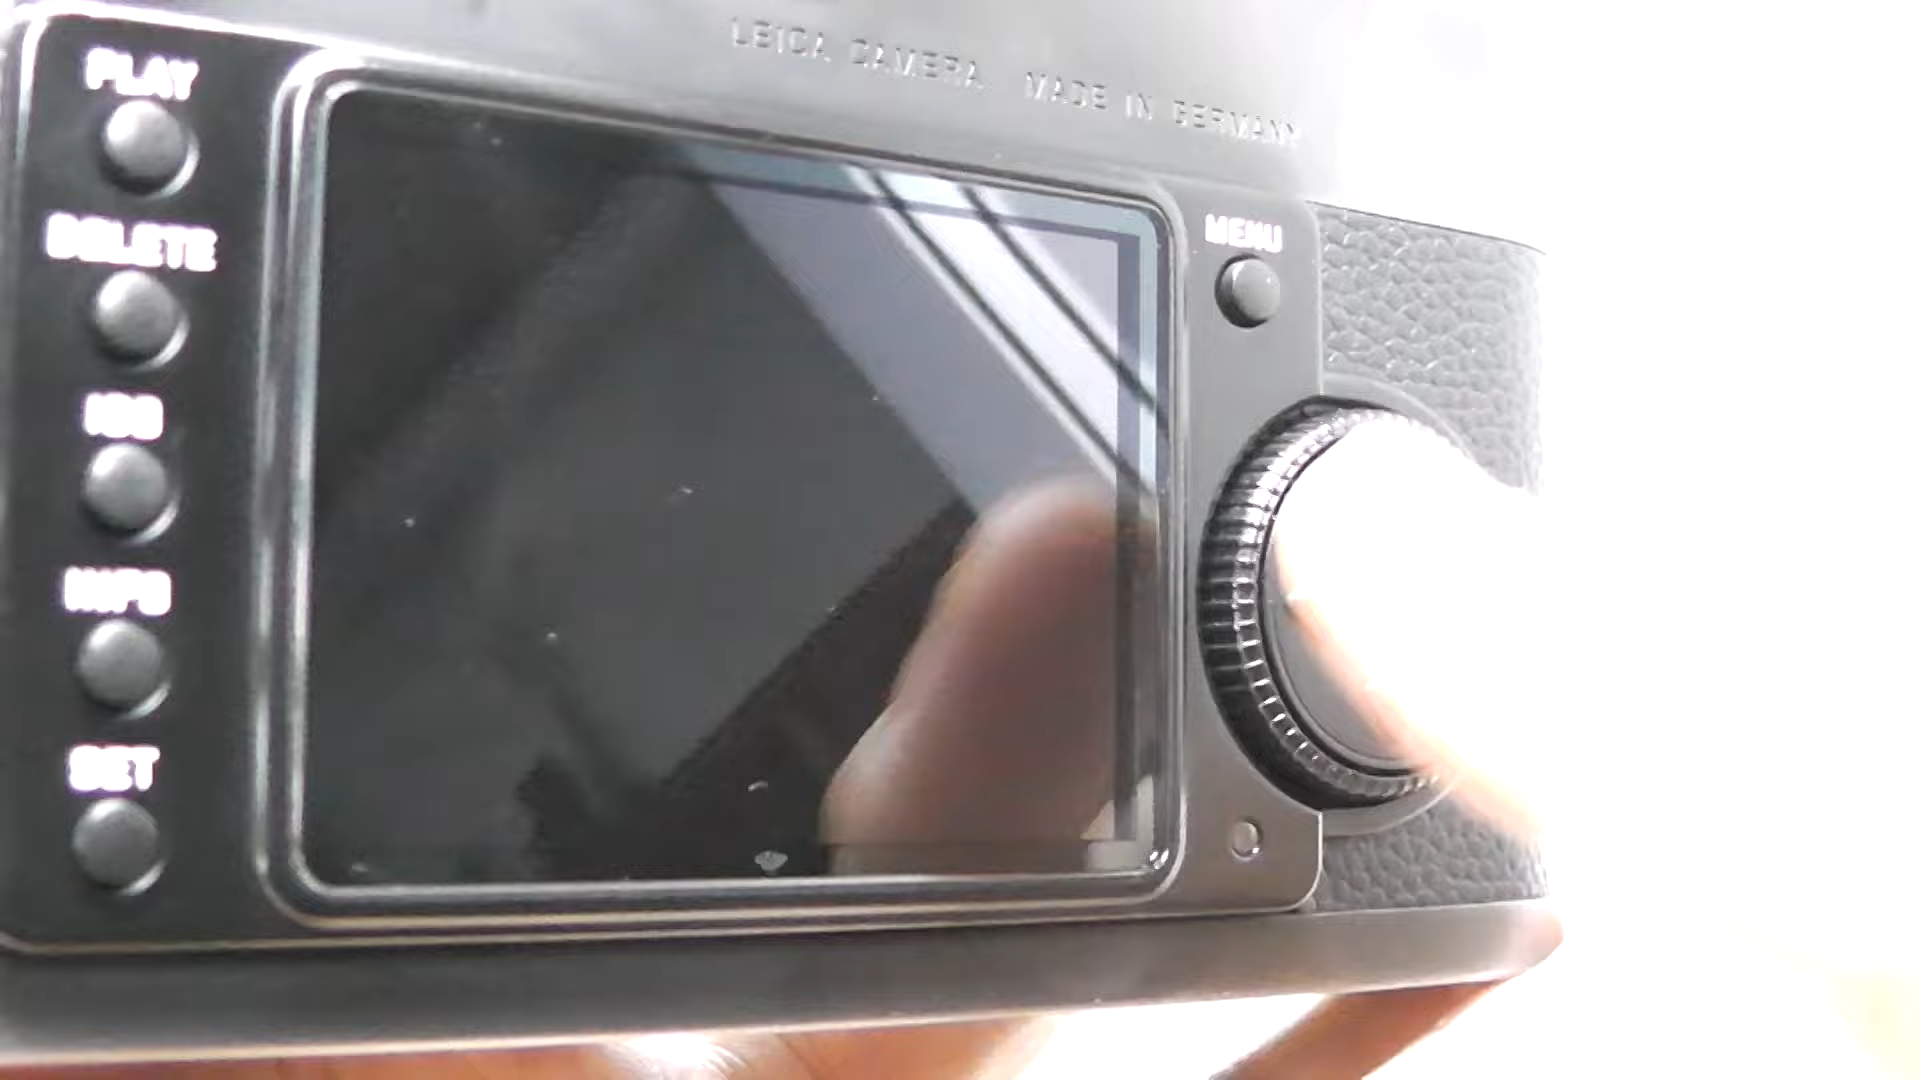 LEICA CAMERA MADE IN GERMANY
PLAY
DELETE
MENU
ISO
INFO
SET